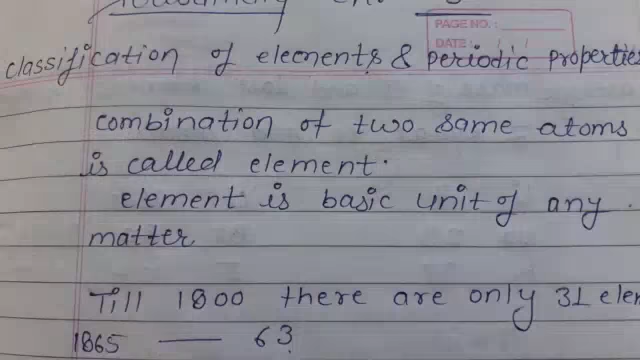 PAGE NO.:
DATE: / /
classification of elements & periodic properties
combination of two same atoms
is called element.
element is basic unit of any
matter
Till 1800 there are only 31 elem
1865 — 63